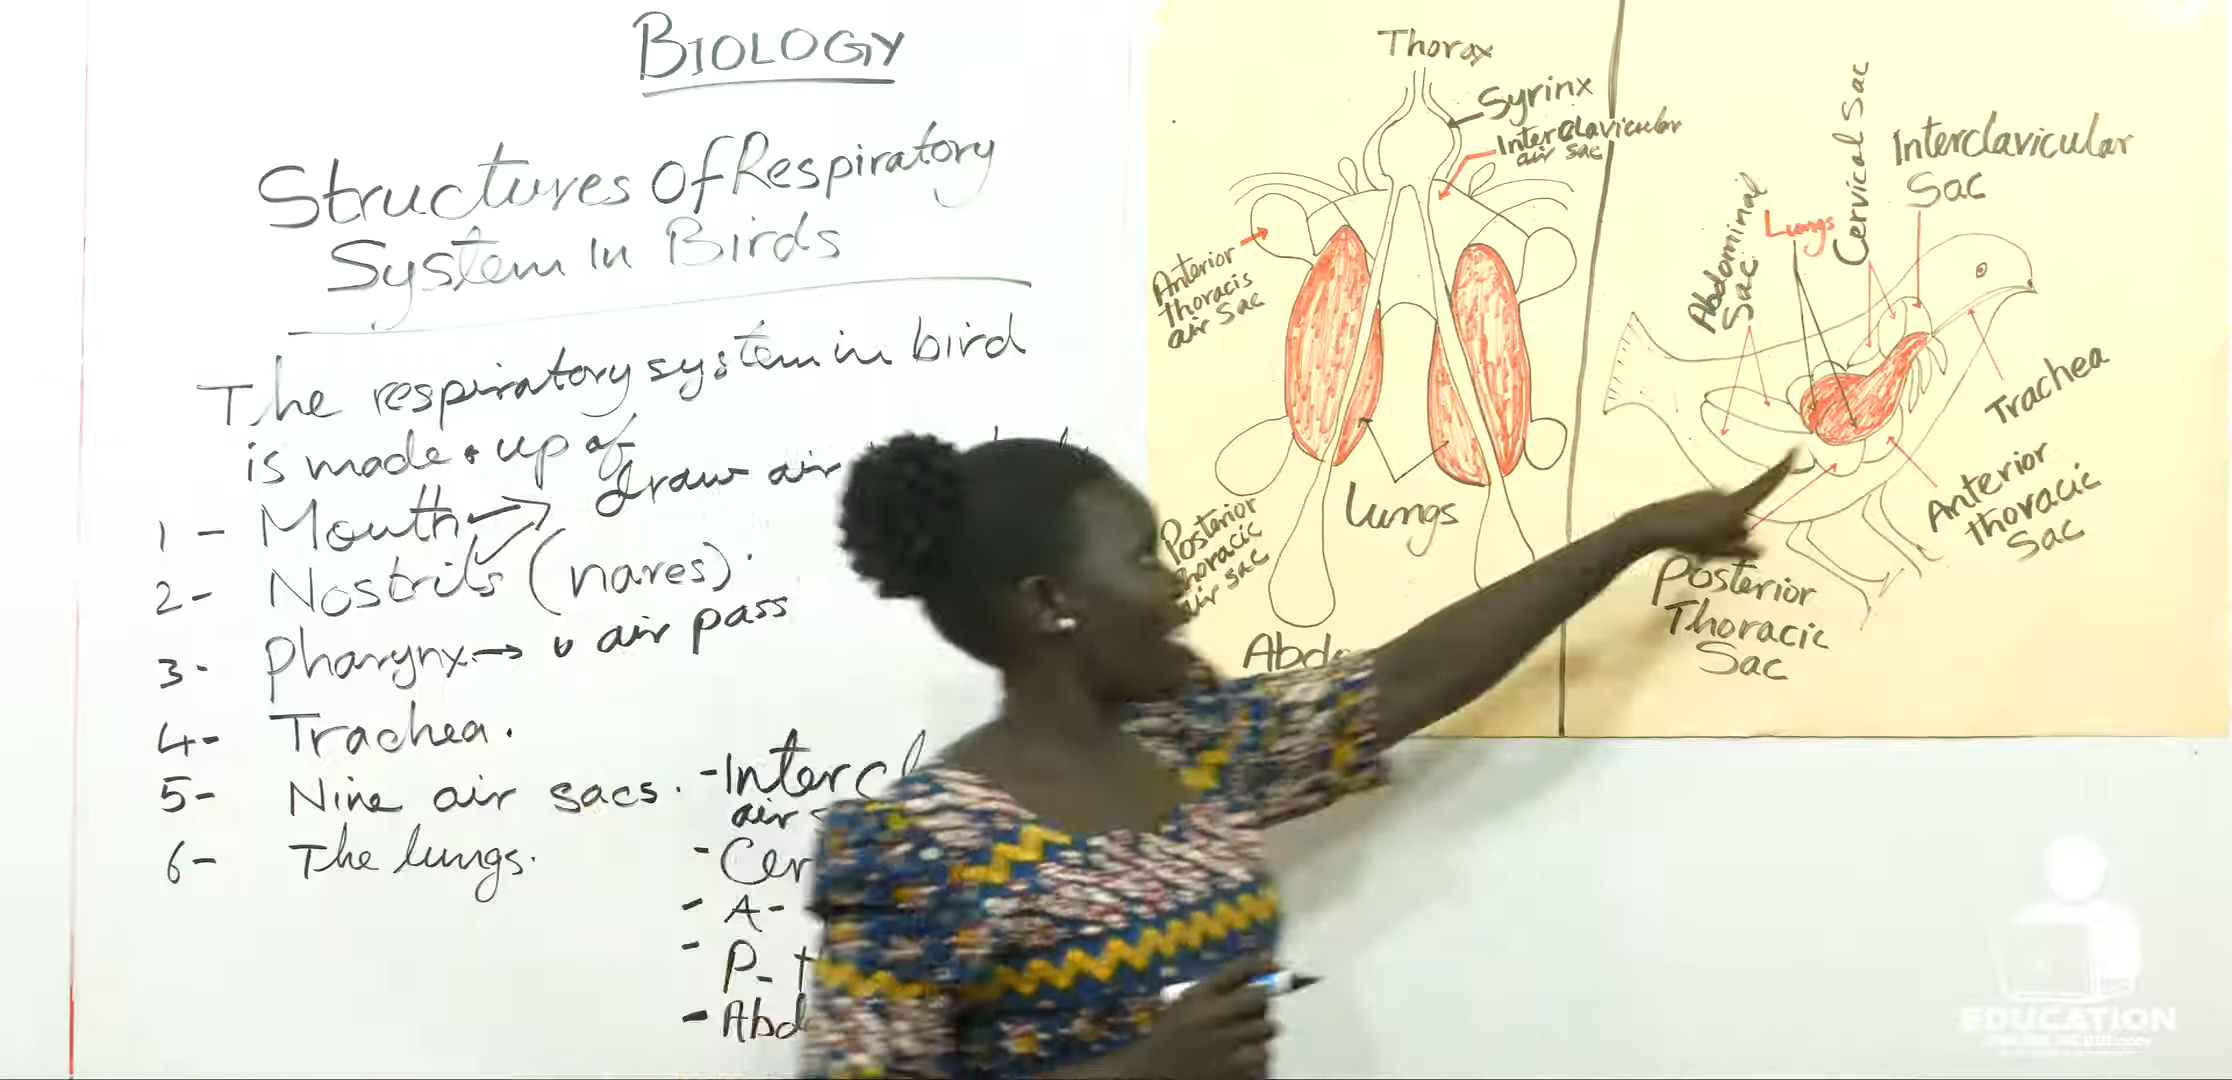 BIOLOGY
Structures Of Respiratory
System In Birds
The respiratory system in bird
is made up of
1 - Mouth → draw air
2- Nostrils (nares).
3- Pharynx → air pass
4- Trachea.
5- Nine air sacs. - Intercl
air
6- The lungs. - Cer
- A-
- P- t
- Abd
Thorax
Syrinx
Interclavicular
air sac
Anterior
thoracis
air sac
Lungs
Posterior
thoracic
air sac
Abdo
Abdominal
Sac
Lungs
Cervical Sac
Interclavicular
Sac
Trachea
Anterior
thoracic
Sac
Posterior
Thoracic
Sac
EDUCATION